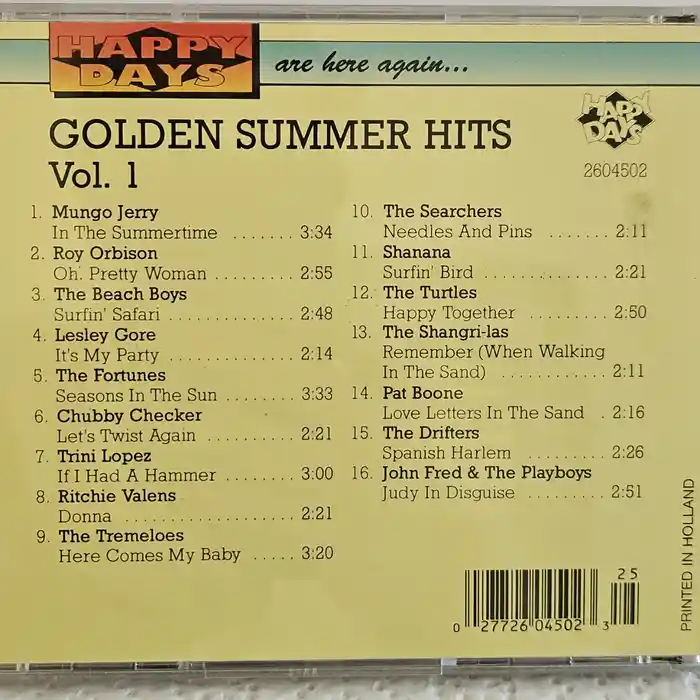 HAPPY DAYS
are here again...
HAPPY DAYS
GOLDEN SUMMER HITS
Vol. 1
2604502
1. Mungo Jerry
In The Summertime ....... 3:34
2. Roy Orbison
Oh! Pretty Woman ........ 2:55
3. The Beach Boys
Surfin' Safari ............. 2:48
4. Lesley Gore
It's My Party ............. 2:14
5. The Fortunes
Seasons In The Sun ........ 3:33
6. Chubby Checker
Let's Twist Again .......... 2:21
7. Trini Lopez
If I Had A Hammer ........ 3:00
8. Ritchie Valens
Donna .................. 2:21
9. The Tremeloes
Here Comes My Baby ..... 3:20
10. The Searchers
Needles And Pins ....... 2:11
11. Shanana
Surfin' Bird ............. 2:21
12. The Turtles
Happy Together ......... 2:50
13. The Shangri-las
Remember (When Walking
In The Sand) ............ 2:11
14. Pat Boone
Love Letters In The Sand . 2:16
15. The Drifters
Spanish Harlem ......... 2:26
16. John Fred & The Playboys
Judy In Disguise ......... 2:51
25
0 27726 04502 3
PRINTED IN HOLLAND